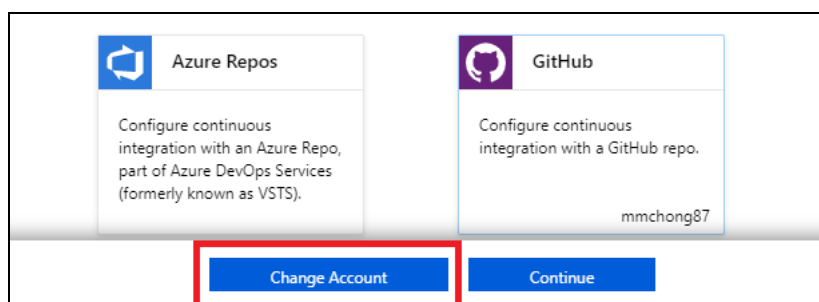 Azure Repos
Configure continuous
integration with an Azure Repo,
part of Azure DevOps Services
(formerly known as VSTS).
GitHub
Configure continuous
integration with a GitHub repo.
mmchong87
Change Account
Continue